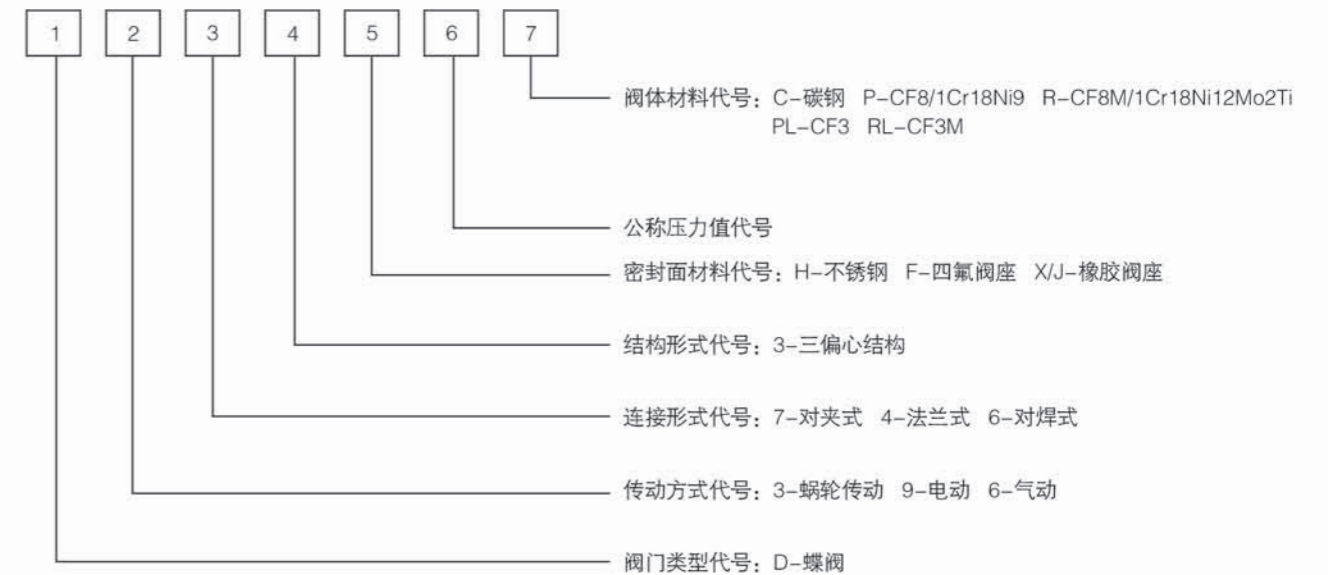 1 2 3 4 5 6 7
阀体材料代号：C–碳钢 P–CF8/1Cr18Ni9 R–CF8M/1Cr18Ni12Mo2Ti
PL–CF3 RL–CF3M
公称压力值代号
密封面材料代号：H–不锈钢 F–四氟阀座 X/J–橡胶阀座
结构形式代号：3–三偏心结构
连接形式代号：7–对夹式 4–法兰式 6–对焊式
传动方式代号：3–蜗轮传动 9–电动 6–气动
阀门类型代号：D–蝶阀